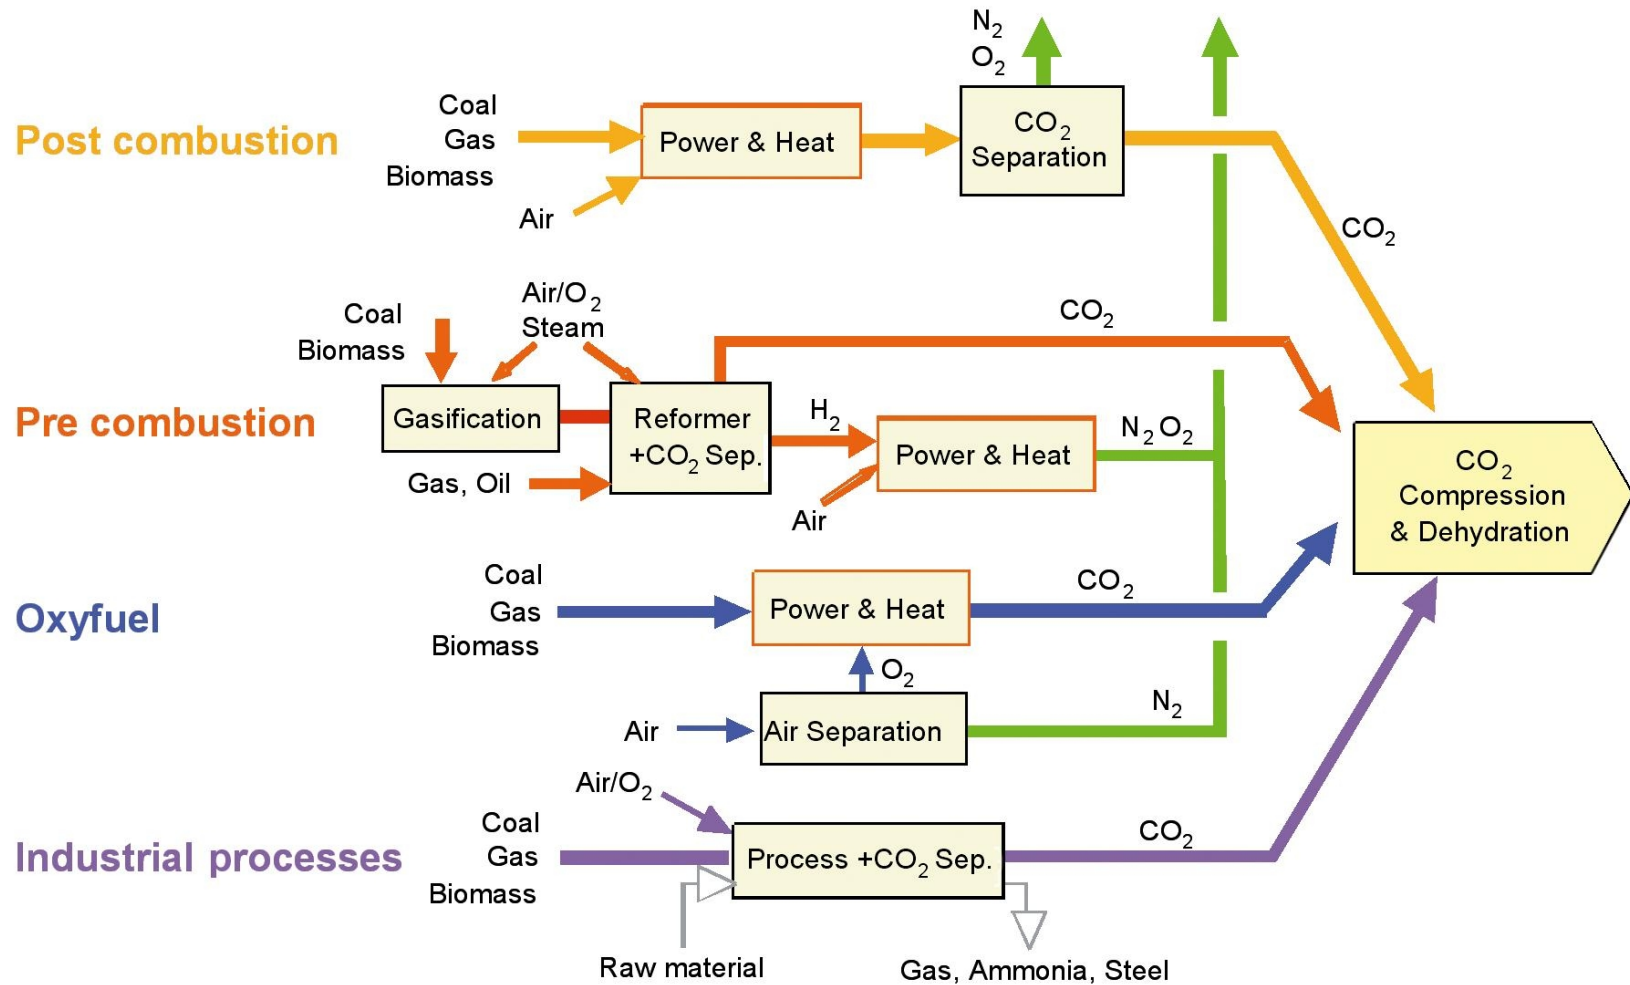 N2
O2
Coal
Gas
Biomass
Post combustion
Power & Heat
CO2
Separation
Air
CO2
Air/O2
Steam
Coal
Biomass
CO2
Pre combustion
Gasification
Reformer
+CO2 Sep.
H2
Power & Heat
N2 O2
Gas, Oil
Air
CO2
Compression
& Dehydration
Oxyfuel
Coal
Gas
Biomass
Power & Heat
CO2
O2
Air
Air Separation
N2
Air/O2
Industrial processes
Coal
Gas
Biomass
Process +CO2 Sep.
CO2
Raw material
Gas, Ammonia, Steel